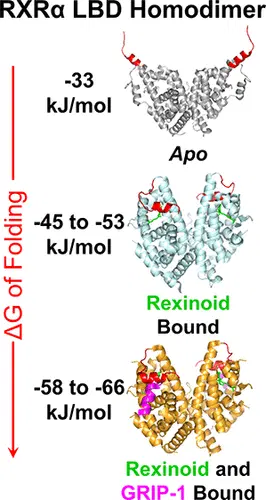 RXRα LBD Homodimer
-33
kJ/mol
Apo
ΔG of Folding
-45 to -53
kJ/mol
Rexinoid
Bound
-58 to -66
kJ/mol
Rexinoid and
GRIP-1 Bound